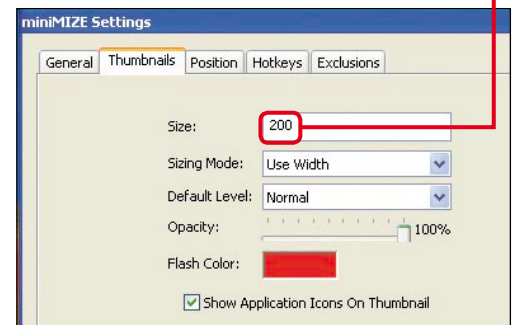 miniMIZE Settings
General Thumbnails Position Hotkeys Exclusions
Size: 200
Sizing Mode: Use Width
Default Level: Normal
Opacity: 100%
Flash Color:
Show Application Icons On Thumbnail